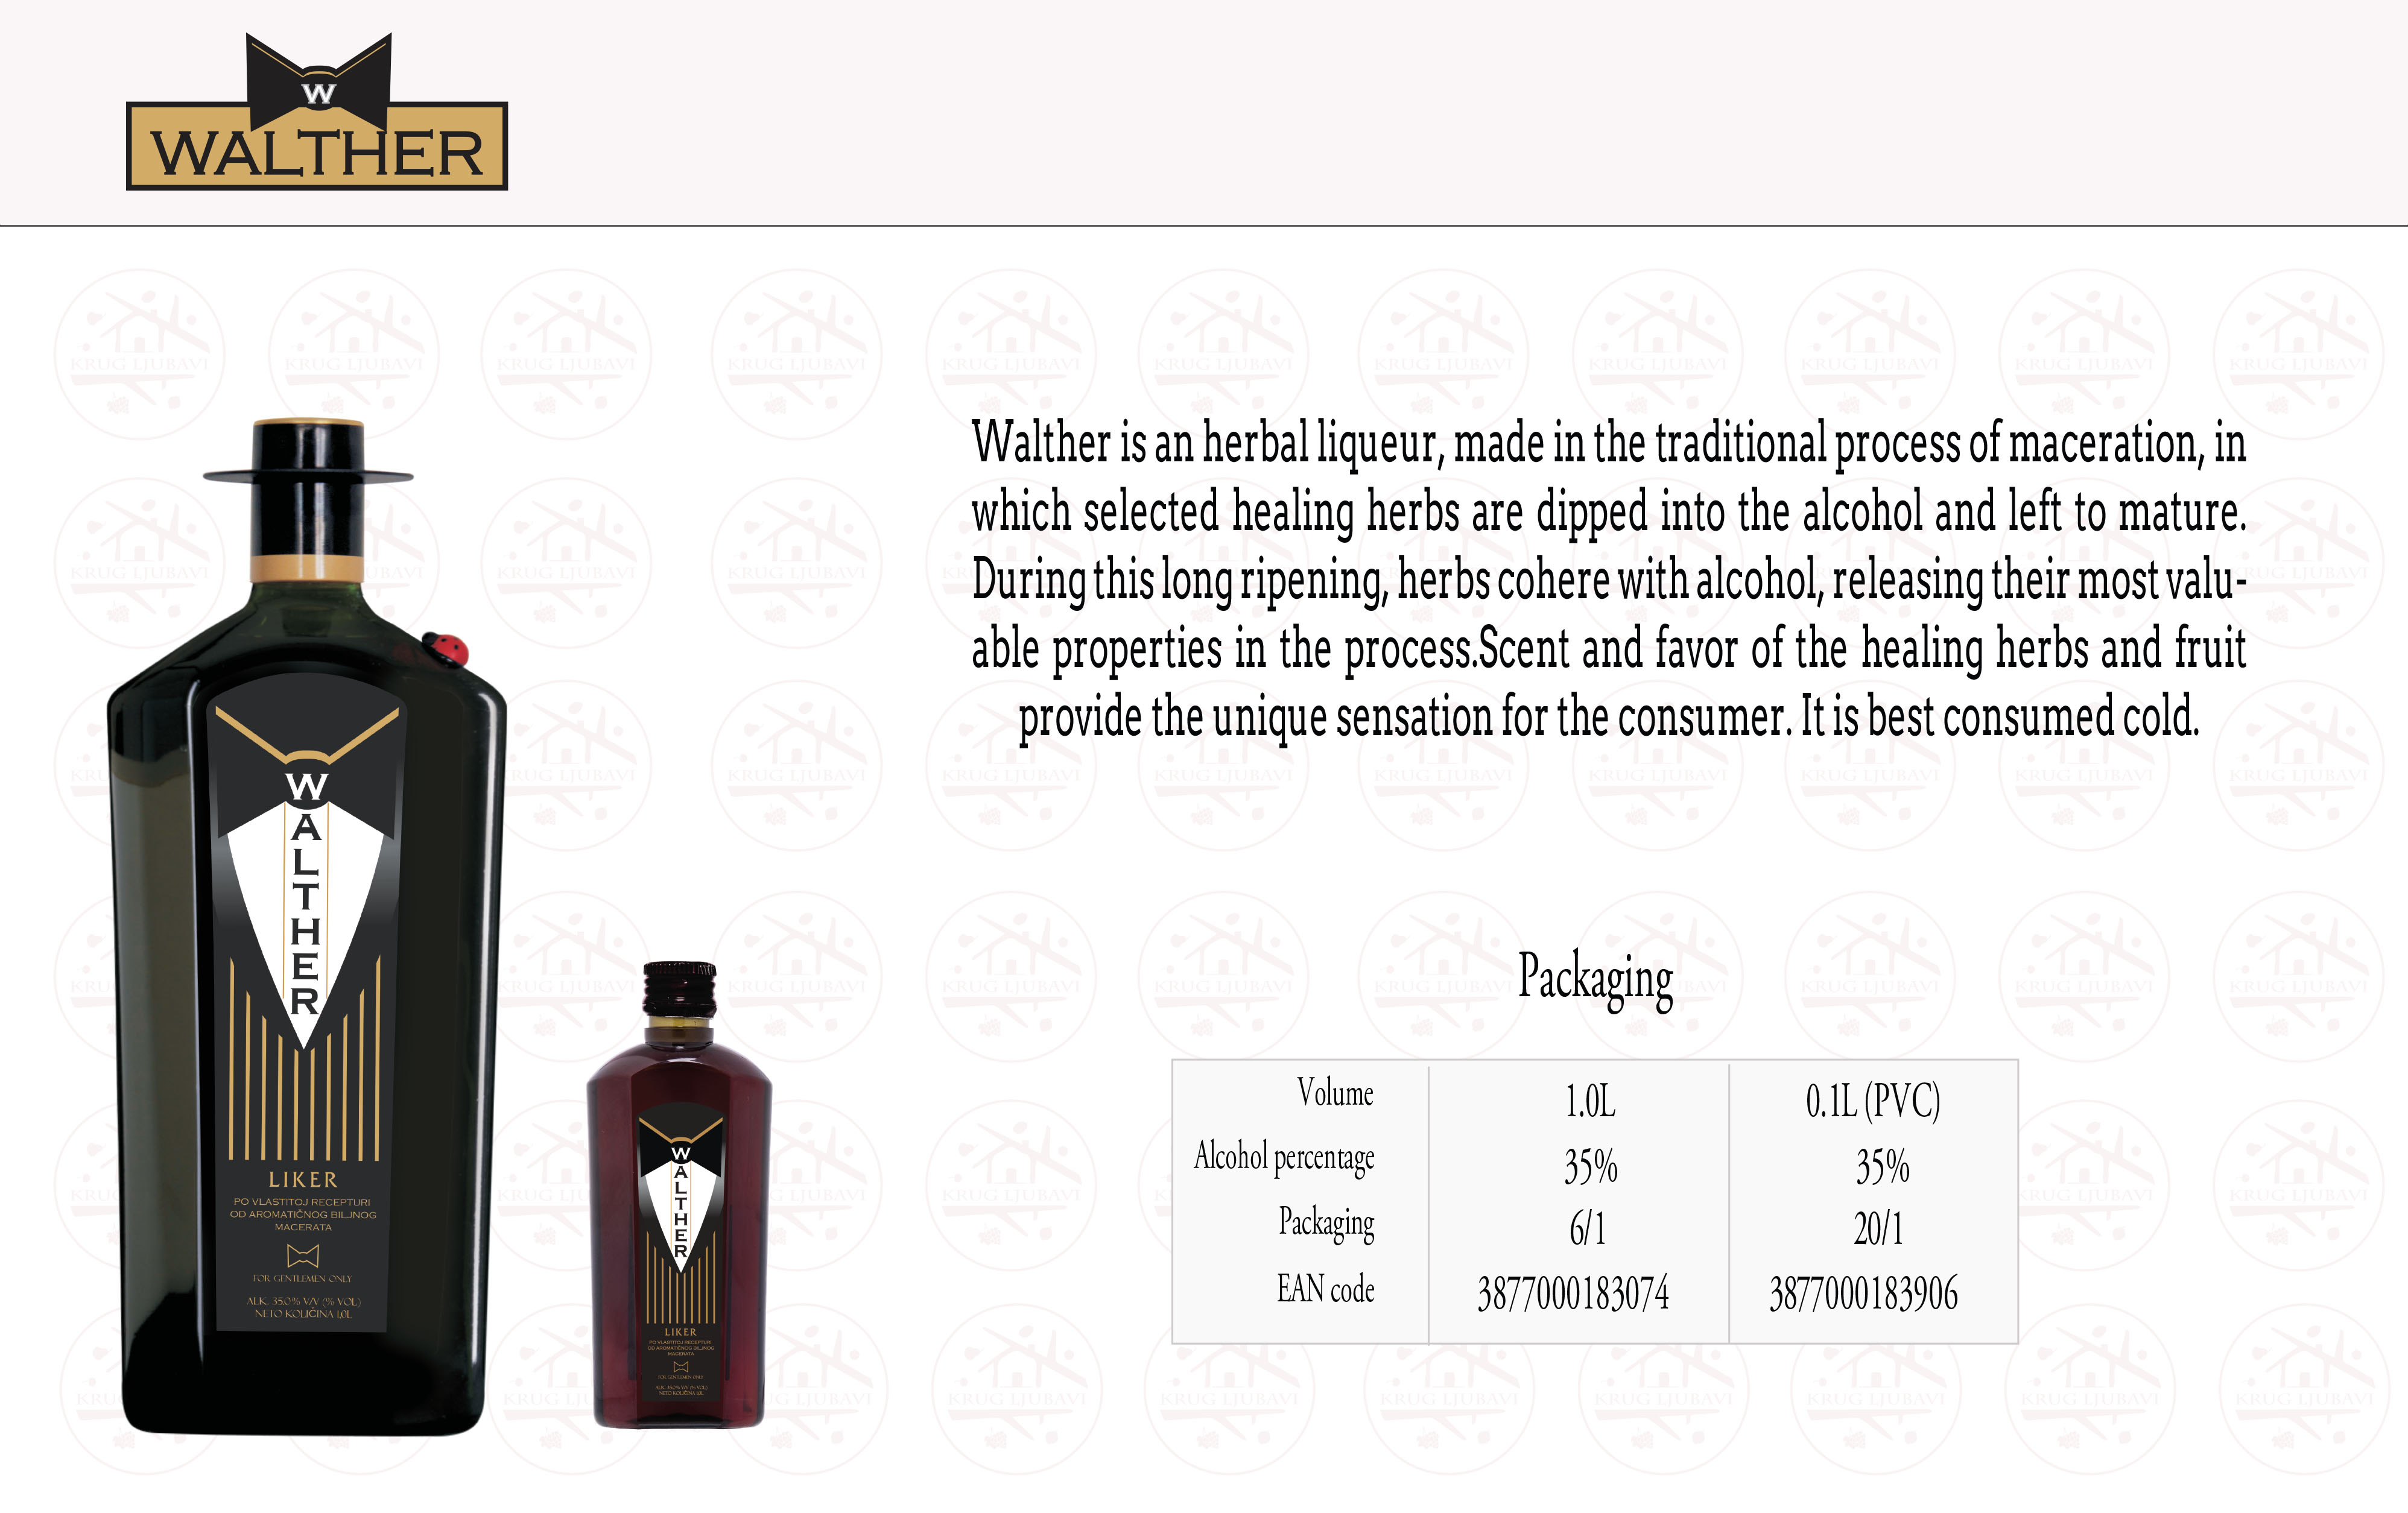 W
WALTHER
Walther is an herbal liqueur, made in the traditional process of maceration, in
which selected healing herbs are dipped into the alcohol and left to mature.
During this long ripening, herbs cohere with alcohol, releasing their most valu-
able properties in the process.Scent and favor of the healing herbs and fruit
provide the unique sensation for the consumer. It is best consumed cold.
WALTHER
LIKER
PO VLASTITOJ RECEPTURI
OD AROMATIČNOG BILJNOG
MACERATA
FOR GENTLEMEN ONLY
ALK. 35.0% V/V (% VOL)
NETO KOLIČINA 1,0L
WALTHER
LIKER
PO VLASTITOJ RECEPTURI
OD AROMATIČNOG BILJNOG
MACERATA
FOR GENTLEMEN ONLY
ALK. 35.0% V/V (% VOL)
NETO KOLIČINA
Packaging
Volume 1.0L 0.1L (PVC)
Alcohol percentage 35% 35%
Packaging 6/1 20/1
EAN code 3877000183074 3877000183906
KRUG LJUBAVI